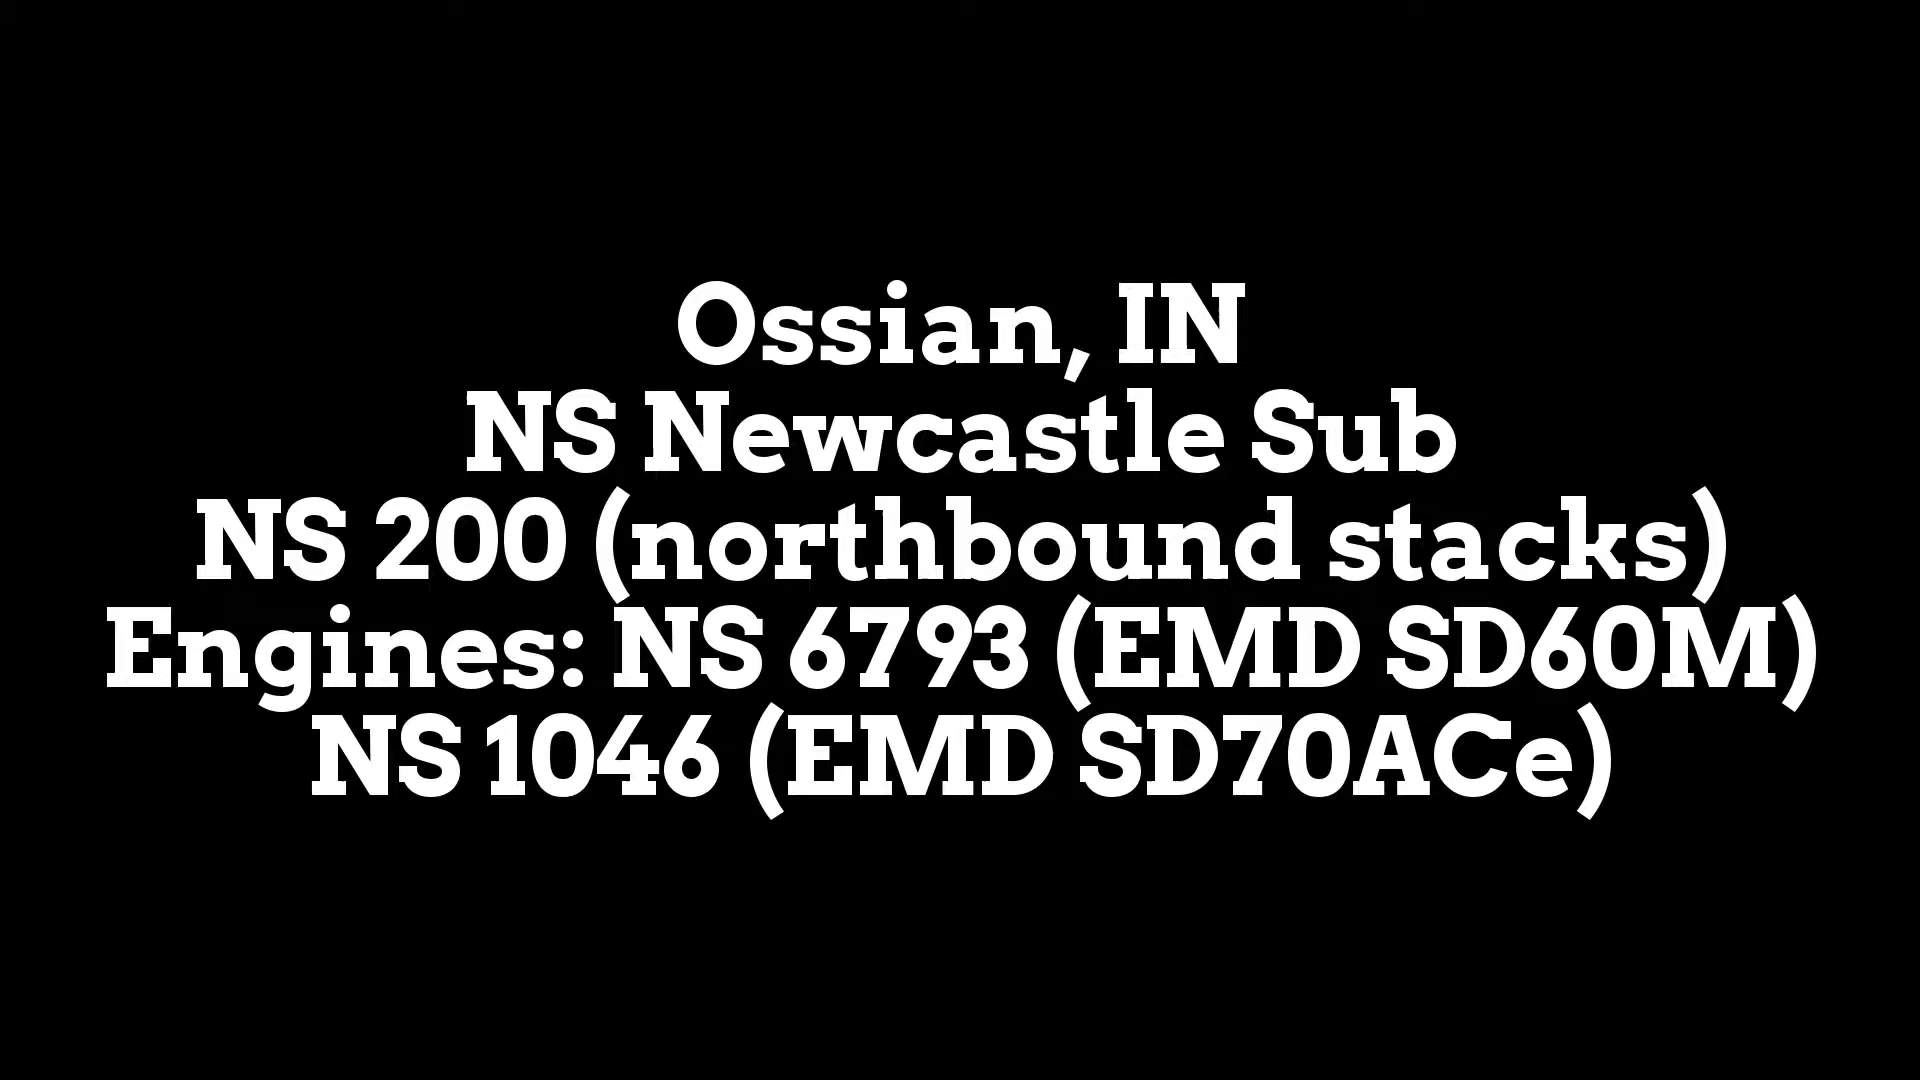 Ossian, IN
NS Newcastle Sub
NS 200 (northbound stacks)
Engines: NS 6793 (EMD SD60M)
NS 1046 (EMD SD70ACe)